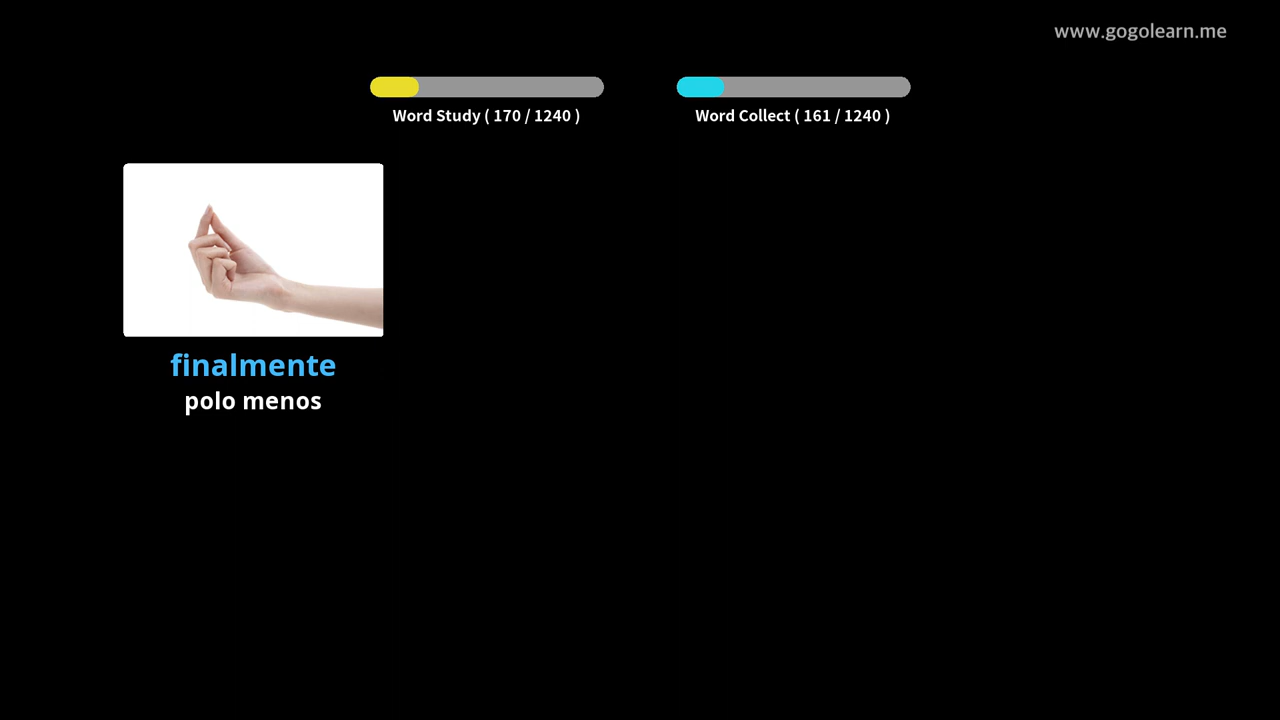 www.gogolearn.me
Word Study ( 170 / 1240 )
Word Collect ( 161 / 1240 )
finalmente
polo menos